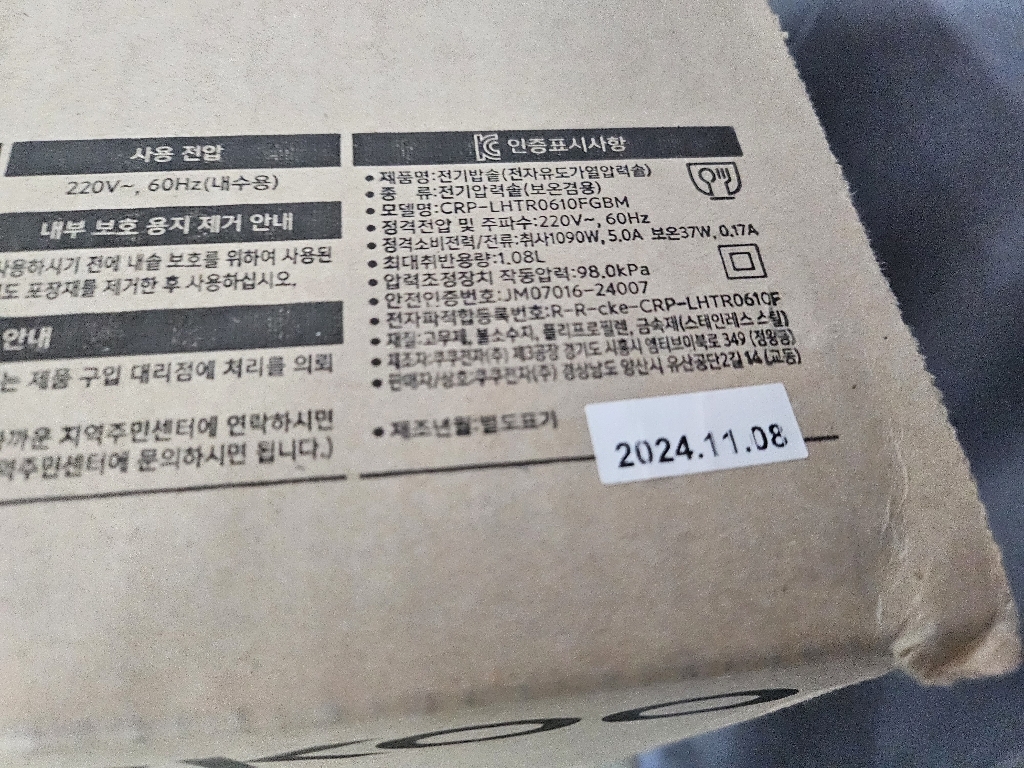 사용 전압
220V~, 60Hz(내수용)
내부 보호 용지 제거 안내
사용하시기 전에 내솥 보호를 위하여 사용된
포장재를 제거한 후 사용하십시오.
안내
는 제품 구입 대리점에 처리를 의뢰
까운 지역주민센터에 연락하시면
역주민센터에 문의하시면 됩니다.)
인증표시사항
• 제품명:전기밥솥(전자유도가열압력솥)
• 종 류:전기압력솥(보온겸용)
• 모델명:CRP-LHTR0610FGBM
• 정격전압 및 주파수:220V~, 60Hz
• 정격소비전력/전류:취사1090W, 5.0A 보온37W, 0.17A
• 최대취반용량:1.08L
• 압력조정장치 작동압력:98.0kPa
• 안전인증번호:JM07016-24007
• 전자파적합등록번호:R-R-cke-CRP-LHTR0610F
• 재질:고무제, 불소수지, 폴리프로필렌, 금속재(스테인레스 스틸)
• 제조자:쿠쿠전자(주) 제3공장 경기도 시흥시 엠티브이북로 349 (정왕동)
• 판매자/상호:쿠쿠전자(주) 경상남도 양산시 유산공단2길 14 (교동)
• 제조년월:별도표기
2024.11.08